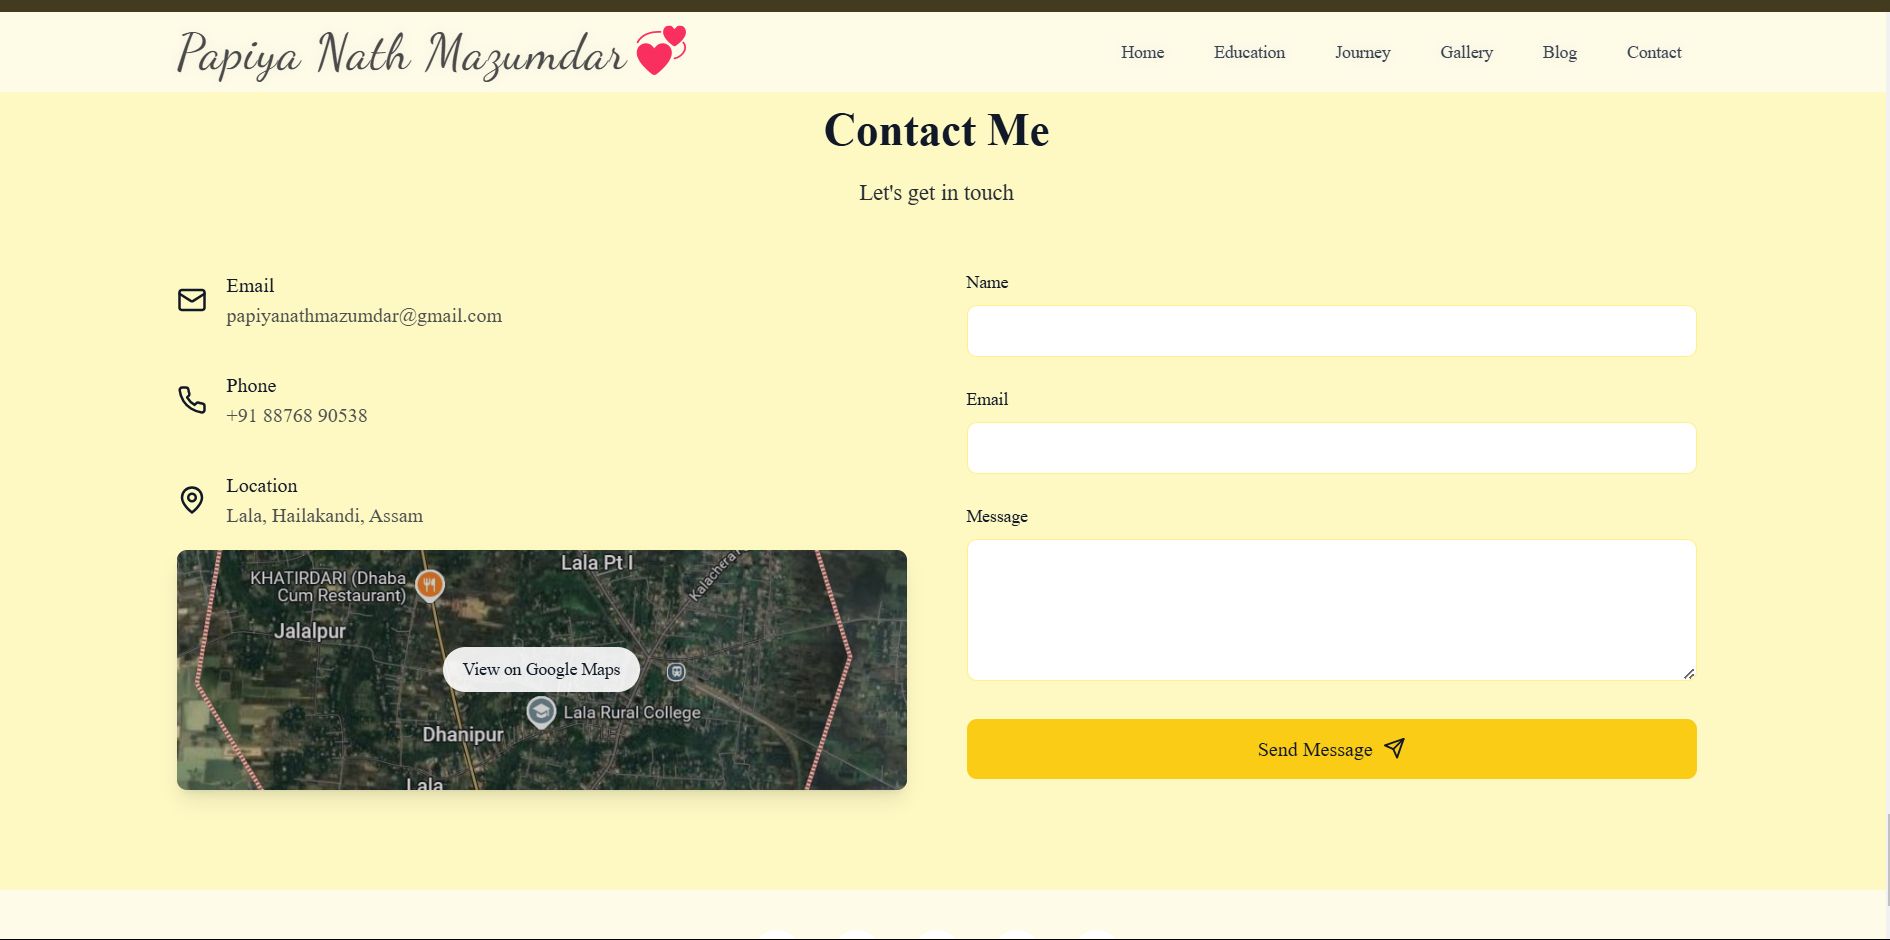 Papiya Nath Mazumdar💞
Home Education Journey Gallery Blog Contact
Contact Me
Let's get in touch
Email
papiyanathmazumdar@gmail.com
Phone
+91 88768 90538
Location
Lala, Hailakandi, Assam
Lala Pt I
KHATIRDARI (Dhaba
Cum Restaurant)
Jalalpur
View on Google Maps
Lala Rural College
Dhanipur
Lala
Name
Email
Message
Send Message